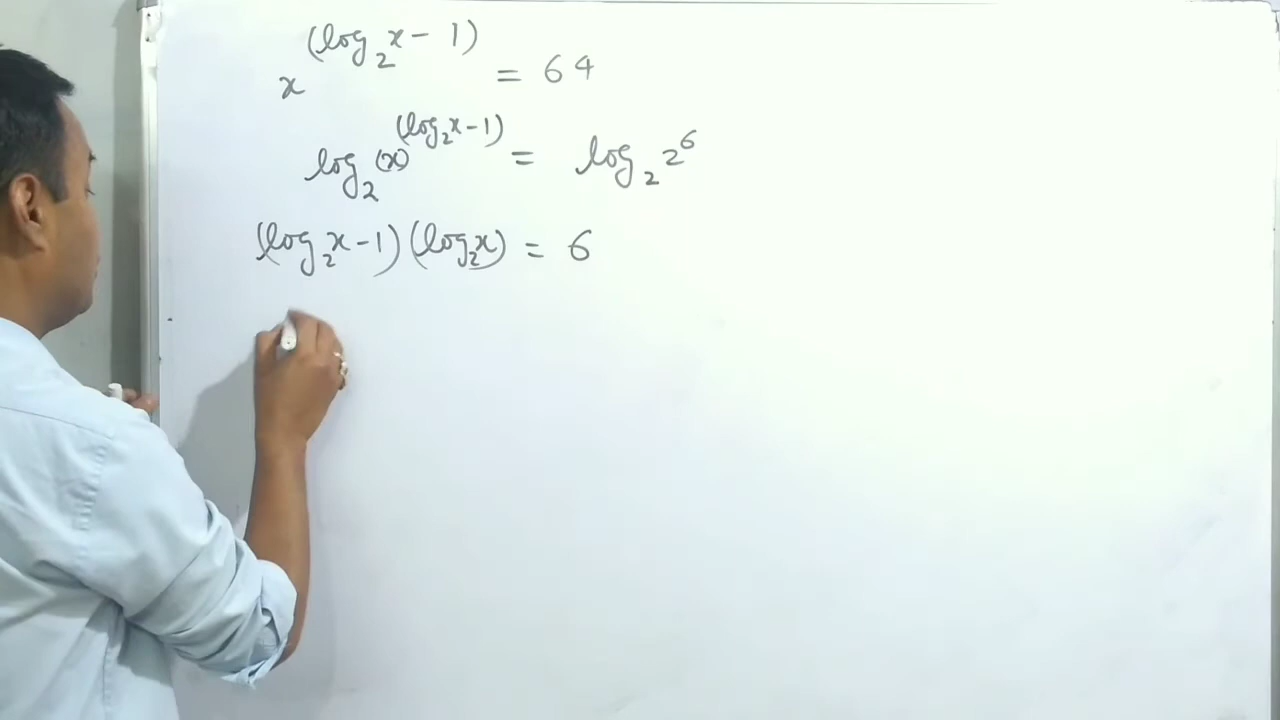 x^(log₂x - 1) = 64
log₂(x)^(log₂x-1) = log₂2⁶
(log₂x-1)(log₂x) = 6